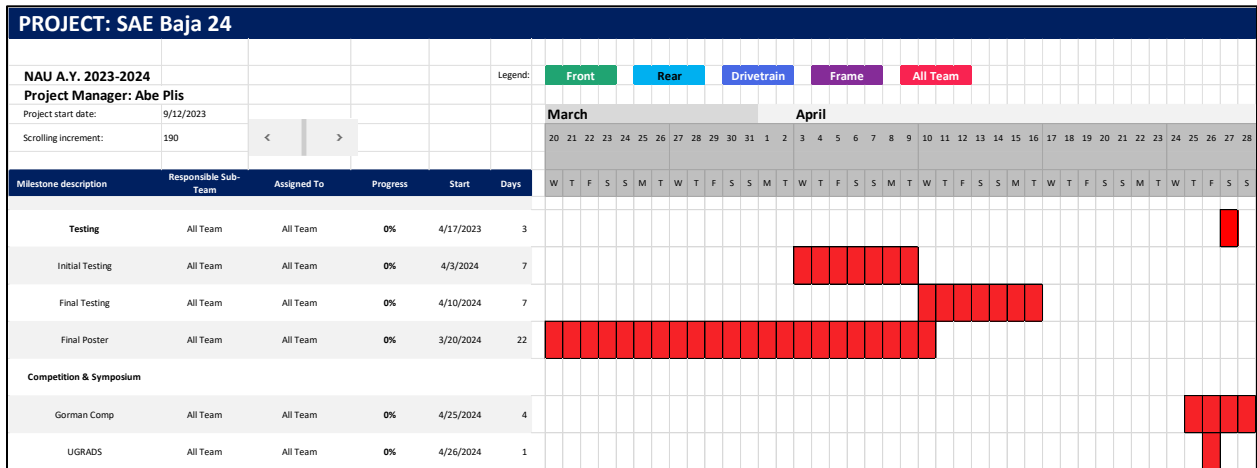 PROJECT: SAE Baja 24
NAU A.Y. 2023-2024 Legend: Front Rear Drivetrain Frame All Team
Project Manager: Abe Plis
Project start date: 9/12/2023 March April
Scrolling increment: 190 < > 20 21 22 23 24 25 26 27 28 29 30 31 1 2 3 4 5 6 7 8 9 10 11 12 13 14 15 16 17 18 19 20 21 22 23 24 25 26 27 28
Milestone description Responsible Sub-Team Assigned To Progress Start Days W T F S S M T W T F S S M T W T F S S M T W T F S S M T W T F S S M T W T F S S
Testing All Team All Team 0% 4/17/2023 3
Initial Testing All Team All Team 0% 4/3/2024 7
Final Testing All Team All Team 0% 4/10/2024 7
Final Poster All Team All Team 0% 3/20/2024 22
Competition & Symposium
Gorman Comp All Team All Team 0% 4/25/2024 4
UGRADS All Team All Team 0% 4/26/2024 1